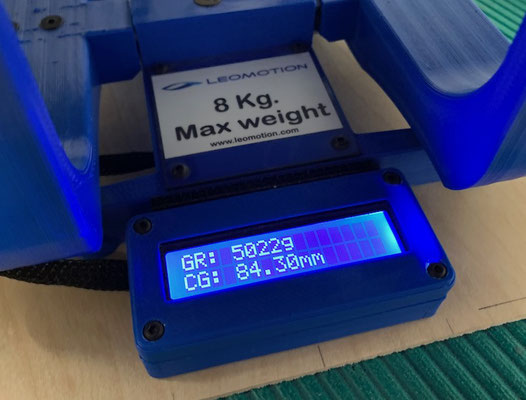 LEOMOTION
8 Kg.
Max weight
www.leomotion.com
GR: 5022g
CG: 84.30mm